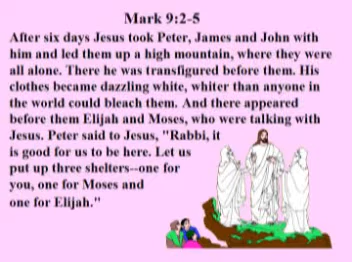 Mark 9:2-5
After six days Jesus took Peter, James and John with
him and led them up a high mountain, where they were
all alone. There he was transfigured before them. His
clothes became dazzling white, whiter than anyone in
the world could bleach them. And there appeared
before them Elijah and Moses, who were talking with
Jesus. Peter said to Jesus, "Rabbi, it
is good for us to be here. Let us
put up three shelters--one for
you, one for Moses and
one for Elijah."